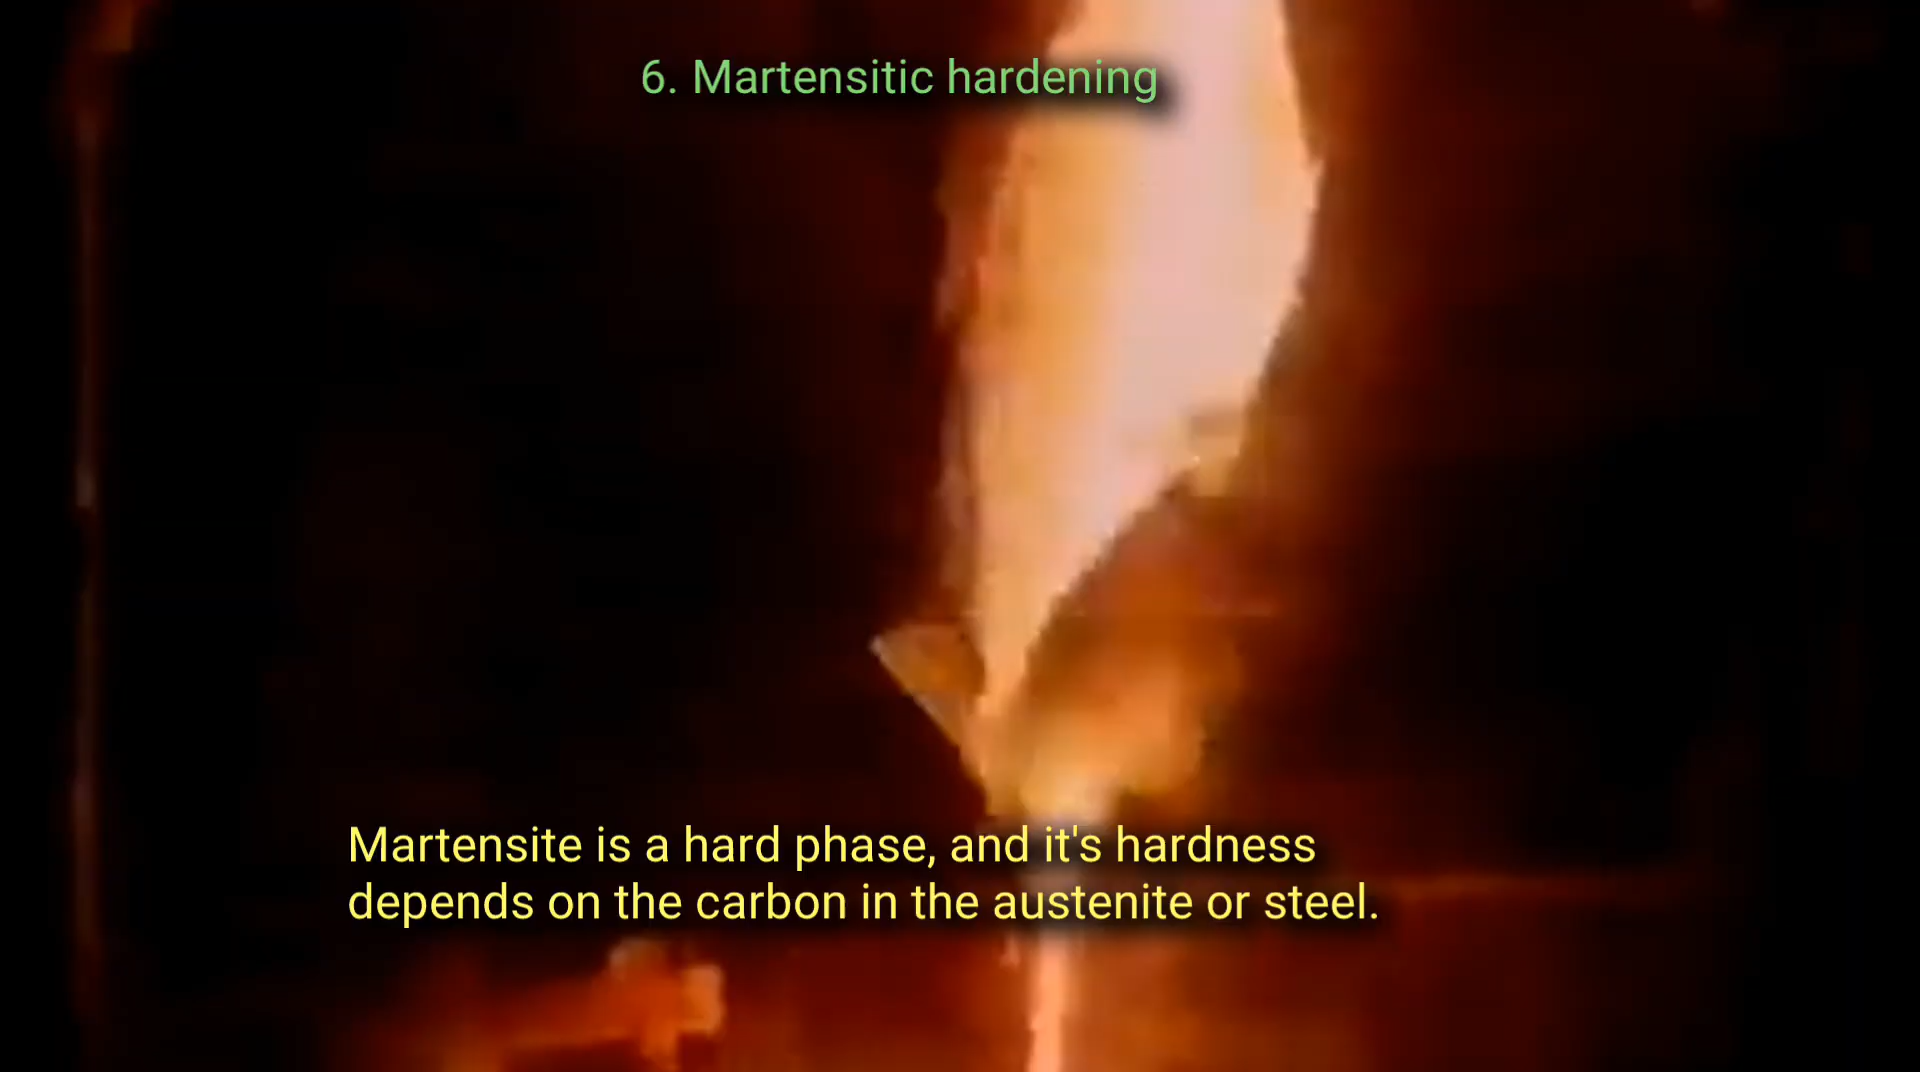 6. Martensitic hardening
Martensite is a hard phase, and it's hardness
depends on the carbon in the austenite or steel.